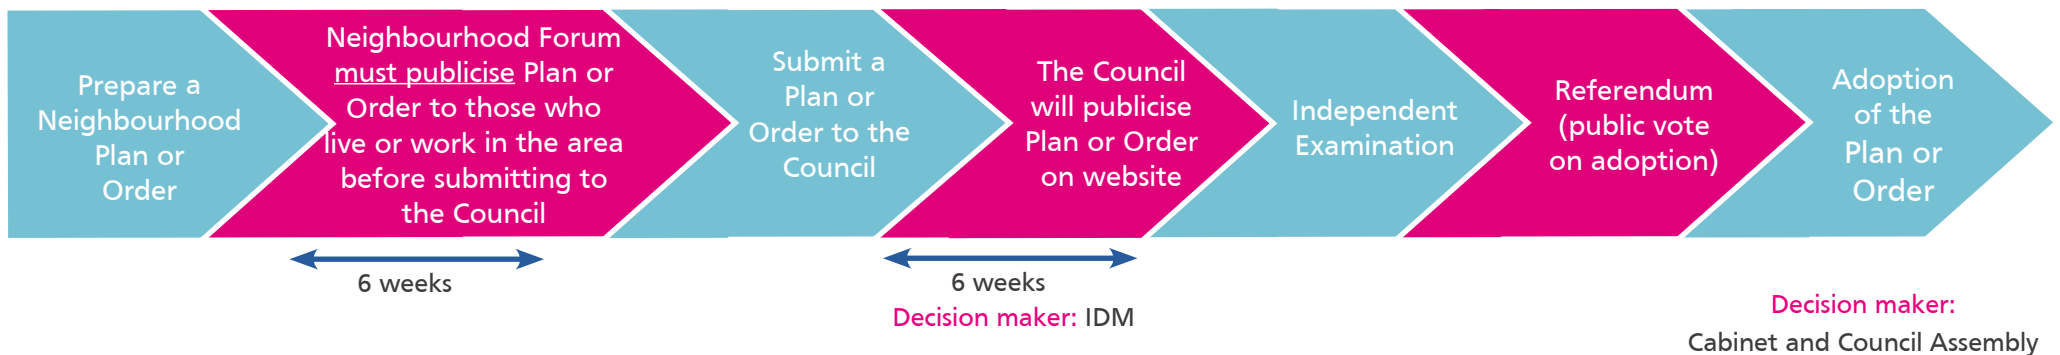 Prepare a
Neighbourhood
Plan or
Order
Neighbourhood Forum
must publicise Plan or
Order to those who
live or work in the area
before submitting to
the Council
Submit a
Plan or
Order to the
Council
The Council
will publicise
Plan or Order
on website
Independent
Examination
Referendum
(public vote
on adoption)
Adoption
of the
Plan or
Order
6 weeks
6 weeks
Decision maker: IDM
Decision maker:
Cabinet and Council Assembly